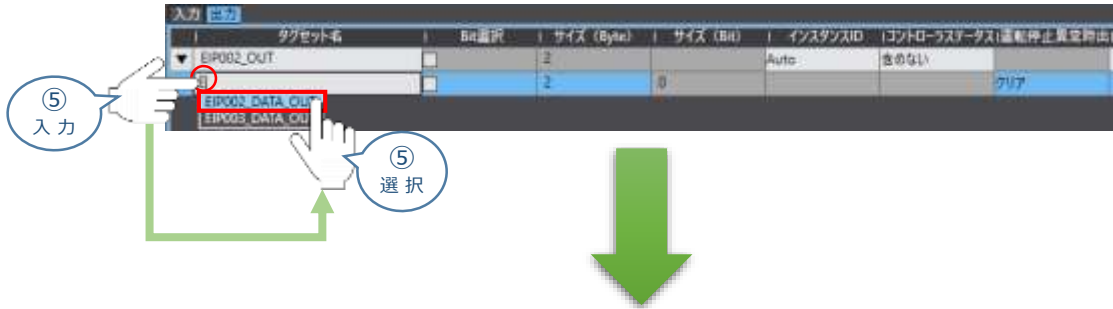 入力 出力
タグセット名 Bit選択 サイズ (Byte) サイズ (Bit) インスタンスID コントローラステータス 運転停止異常時出
▼ EIP002_OUT 2 Auto 含めない
2 0 クリア
EIP002_DATA_OUT
EIP003_DATA_OU
⑤
入力
⑤
選択